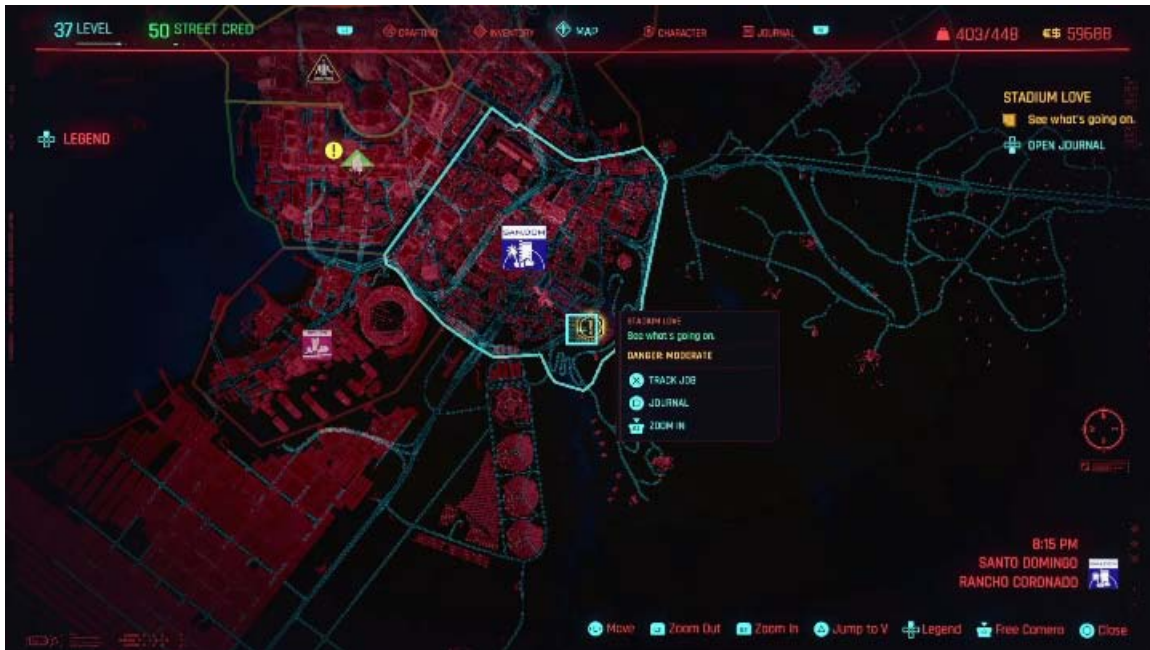 37 LEVEL 50 STREET CRED CRAFTING INVENTORY MAP CHARACTER JOURNAL 403/448 €$ 59688
STADIUM LOVE
See what's going on.
OPEN JOURNAL
LEGEND
SAN.DOM
STADIUM LOVE
See what's going on.
DANGER: MODERATE
TRACK JOB
JOURNAL
ZOOM IN
8:15 PM
SANTO DOMINGO
RANCHO CORONADO
Move Zoom Out Zoom In Jump to V Legend Free Camera Close